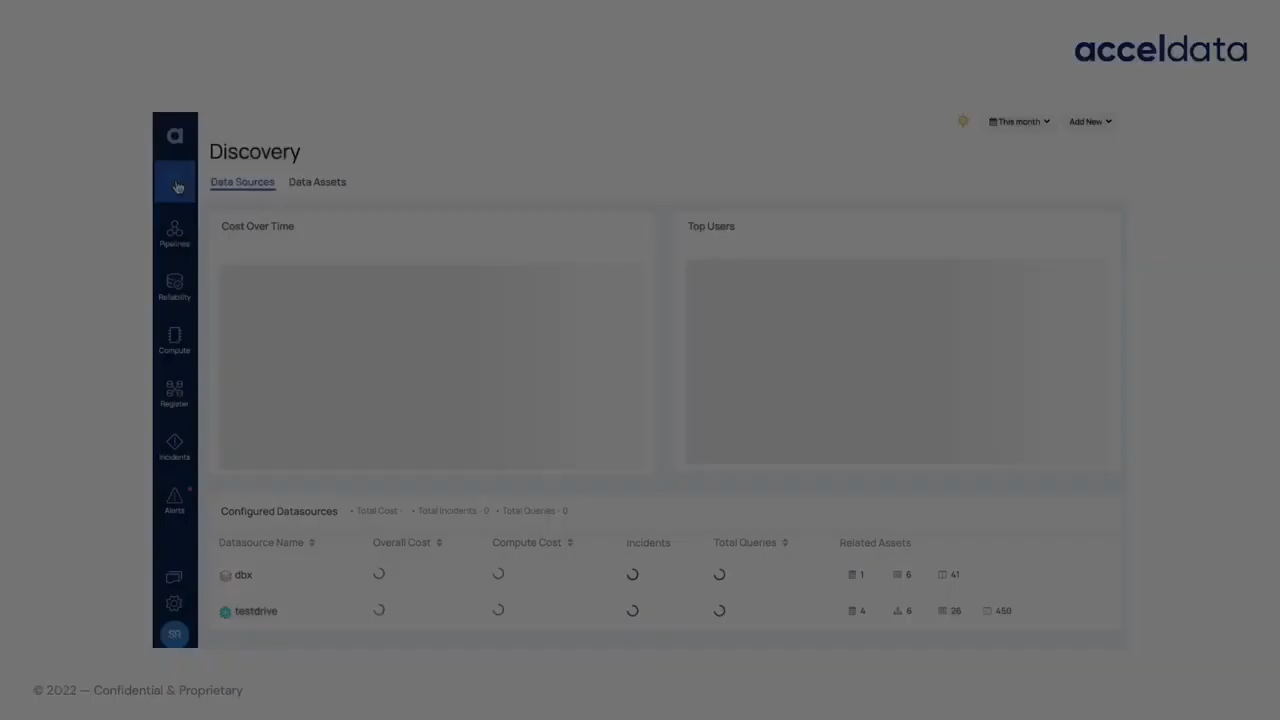 acceldata
a
This month
Add New
Discovery
Data Sources
Data Assets
Pipelines
Reliability
Compute
Register
Incidents
Alerts
SR
Cost Over Time
Top Users
Configured Datasources • Total Cost - • Total Incidents - 0 • Total Queries - 0
Datasource Name Overall Cost Compute Cost Incidents Total Queries Related Assets
dbx 1 6 41
testdrive 4 6 26 450
© 2022 — Confidential & Proprietary